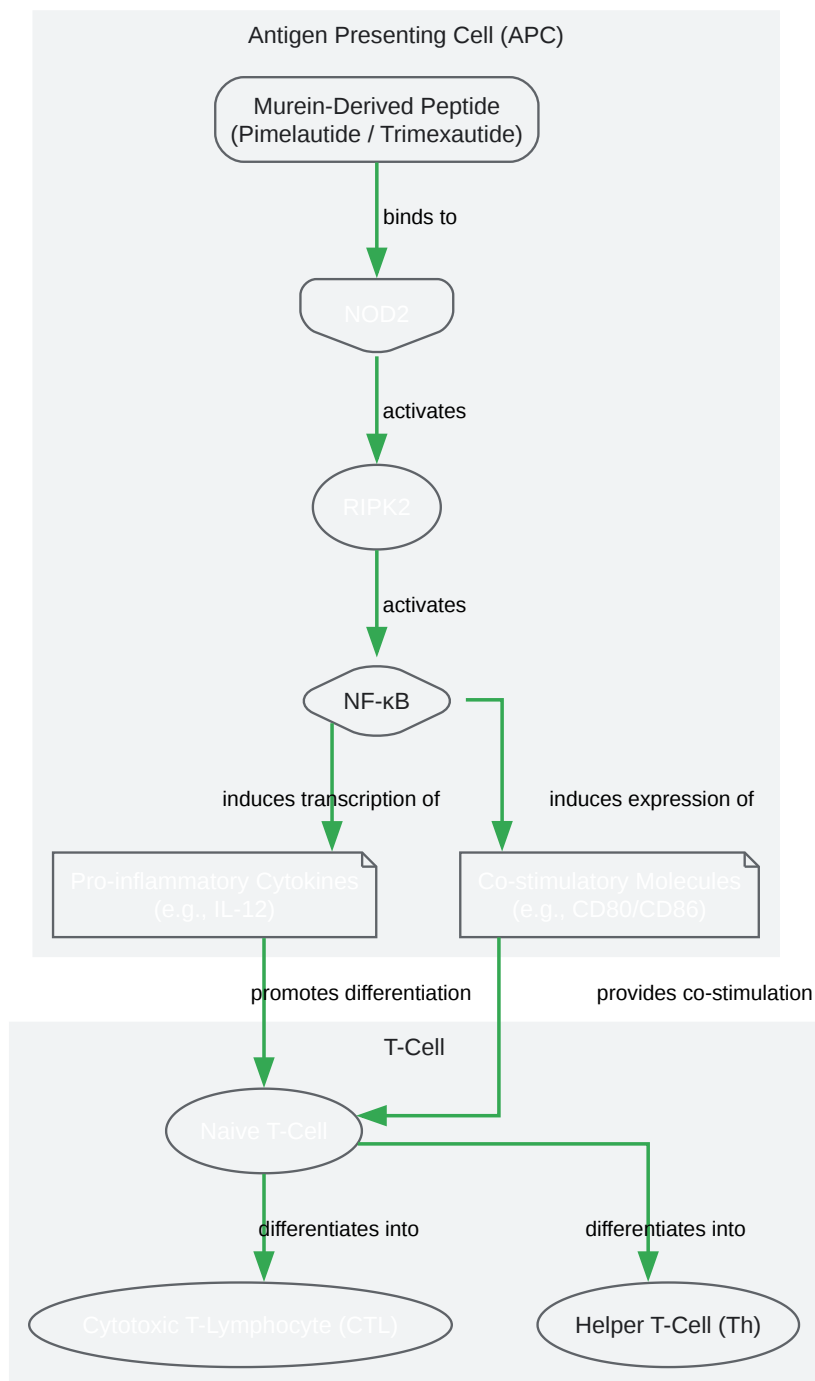 Antigen Presenting Cell (APC)
Murein-Derived Peptide
(Pimelautide / Trimexautide)
binds to
NOD2
activates
RIPK2
activates
NF-κB
induces transcription of
induces expression of
Pro-inflammatory Cytokines
(e.g., IL-12)
Co-stimulatory Molecules
(e.g., CD80/CD86)
promotes differentiation
provides co-stimulation
T-Cell
Naive T-Cell
differentiates into
differentiates into
Cytotoxic T-Lymphocyte (CTL)
Helper T-Cell (Th)